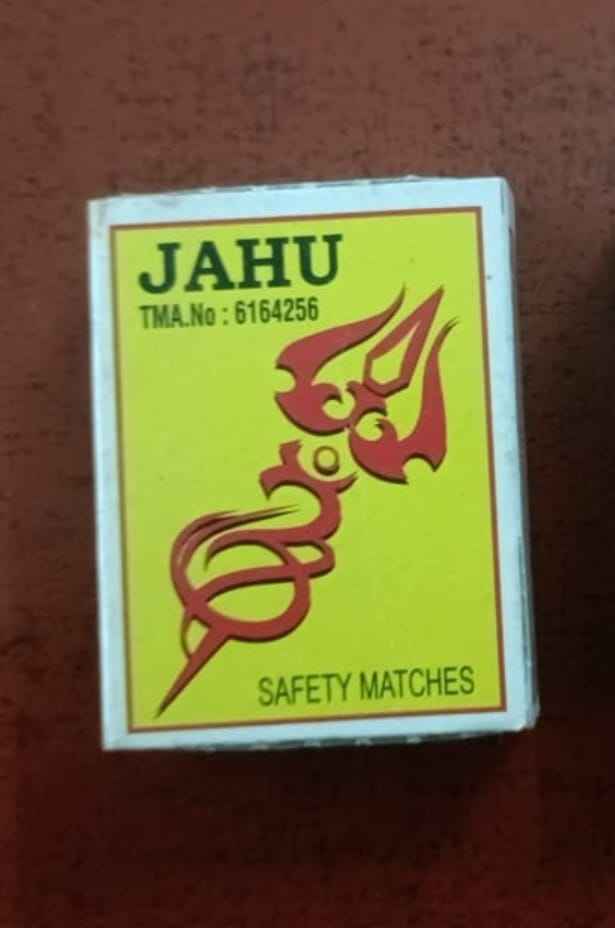 JAHU
TMA.No : 6164256
SAFETY MATCHES